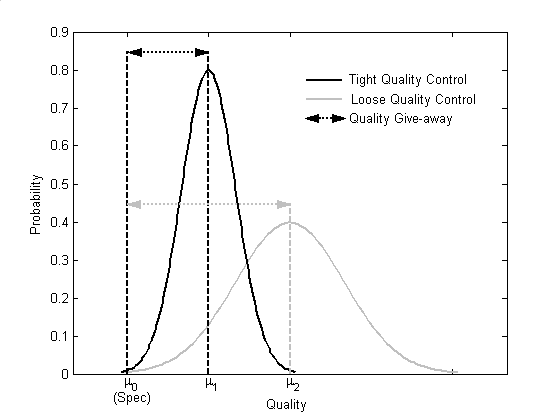 0.9
0.8
0.7
0.6
0.5
0.4
0.3
0.2
0.1
0
Probability
Tight Quality Control
Loose Quality Control
Quality Give-away
μ0
μ1
μ2
(Spec)
Quality